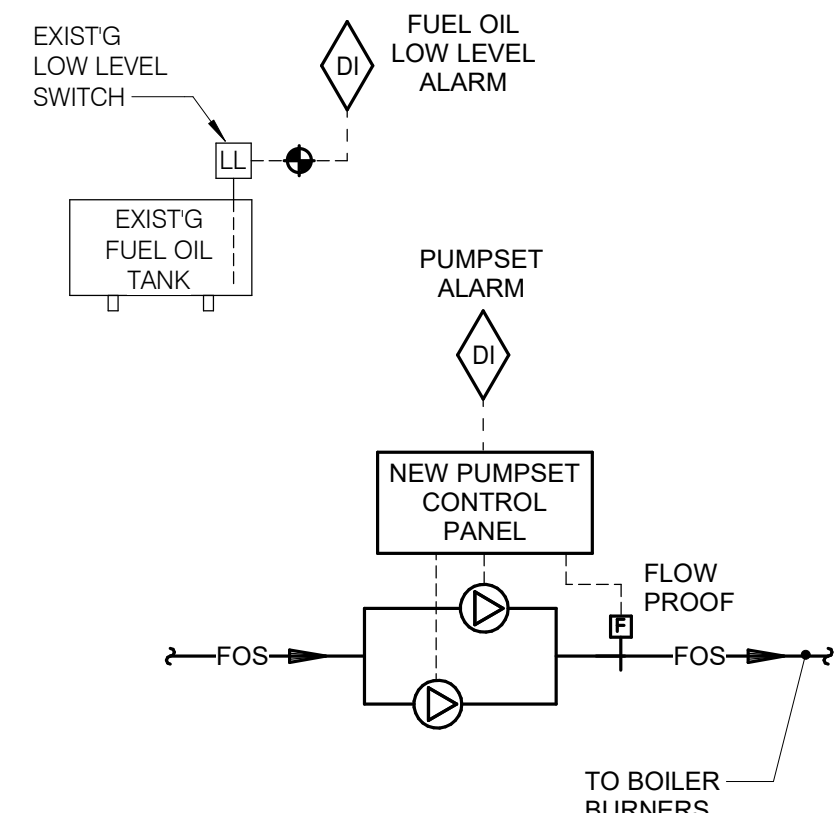 EXIST'G
LOW LEVEL
SWITCH
DI
FUEL OIL
LOW LEVEL
ALARM
LL
EXIST'G
FUEL OIL
TANK
PUMPSET
ALARM
DI
NEW PUMPSET
CONTROL
PANEL
FLOW
PROOF
F
FOS
FOS
TO BOILER
BURNERS